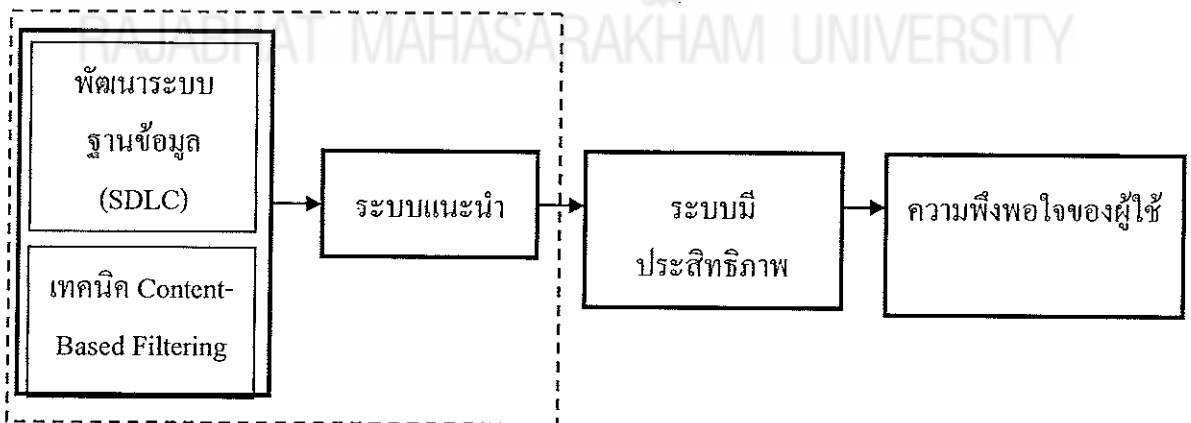 RAJABHAT MAHASARAKHAM UNIVERSITY
พัฒนาระบบ
ฐานข้อมูล
(SDLC)
เทคนิค Content-
Based Filtering
ระบบแนะนำ
ระบบมี
ประสิทธิภาพ
ความพึงพอใจของผู้ใช้